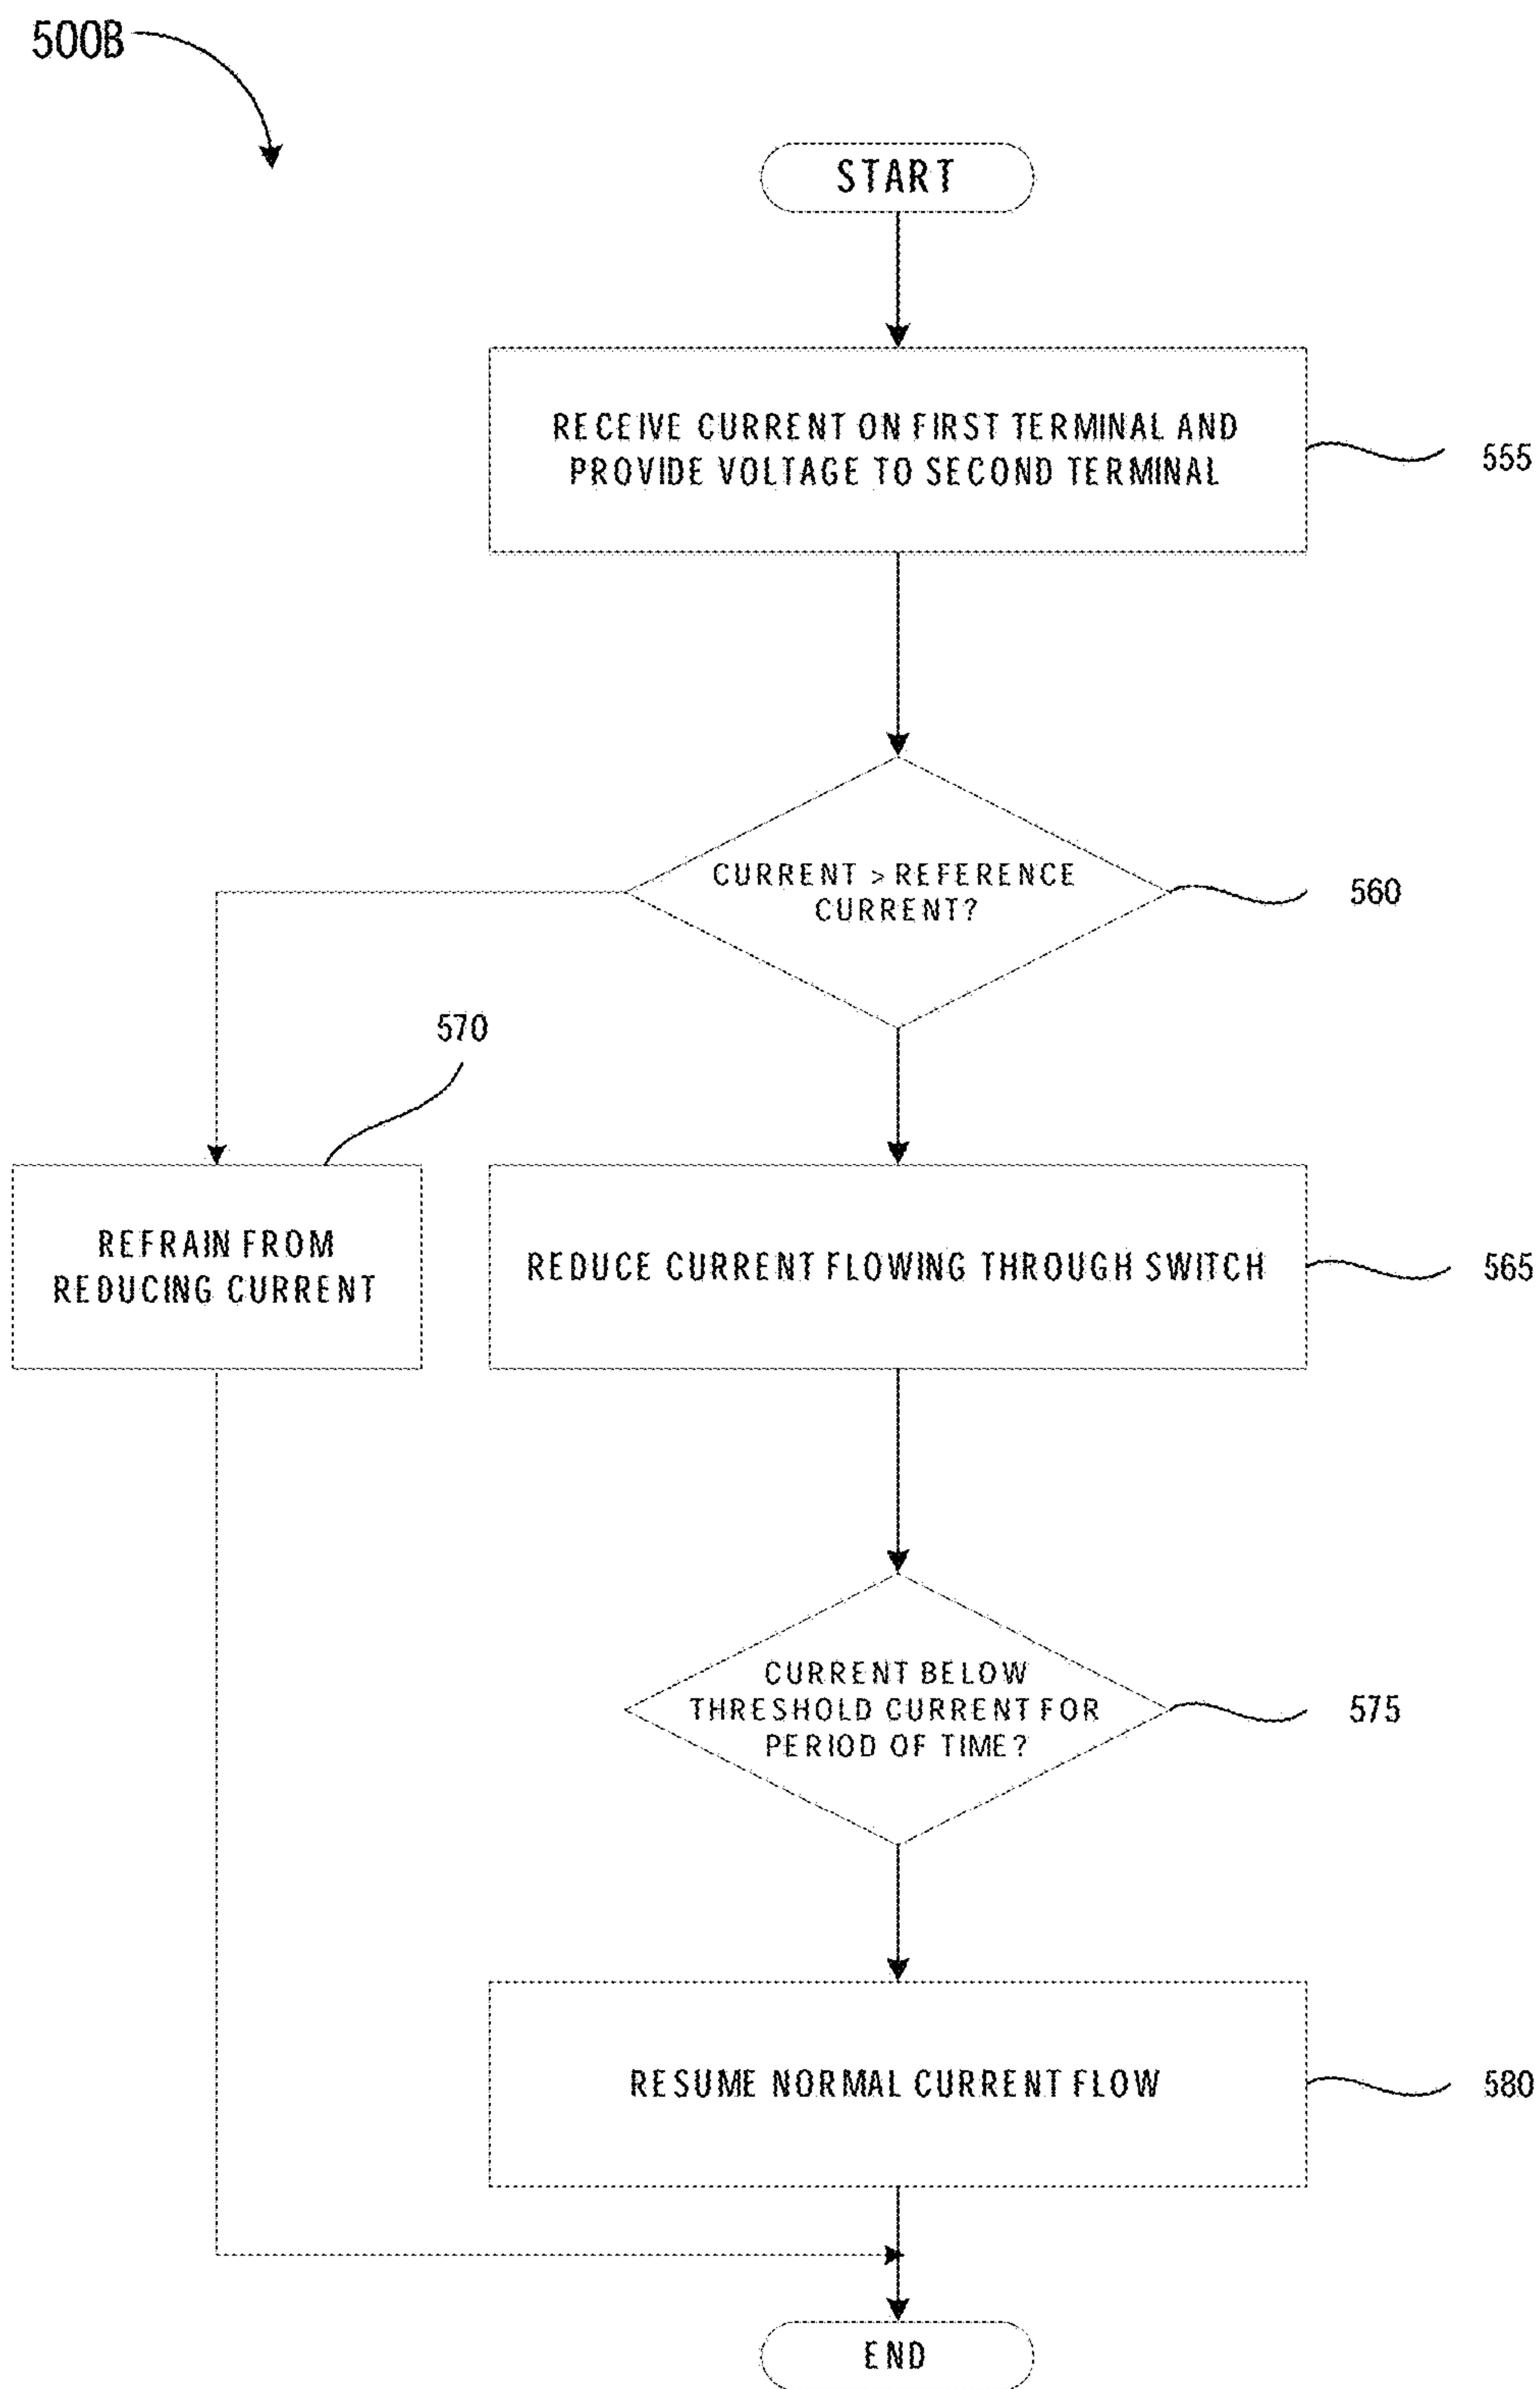 500B
START
RECEIVE CURRENT ON FIRST TERMINAL AND
PROVIDE VOLTAGE TO SECOND TERMINAL
555
CURRENT > REFERENCE
CURRENT?
560
570
REFRAIN FROM
REDUCING CURRENT
REDUCE CURRENT FLOWING THROUGH SWITCH
565
CURRENT BELOW
THRESHOLD CURRENT FOR
PERIOD OF TIME?
575
RESUME NORMAL CURRENT FLOW
580
END